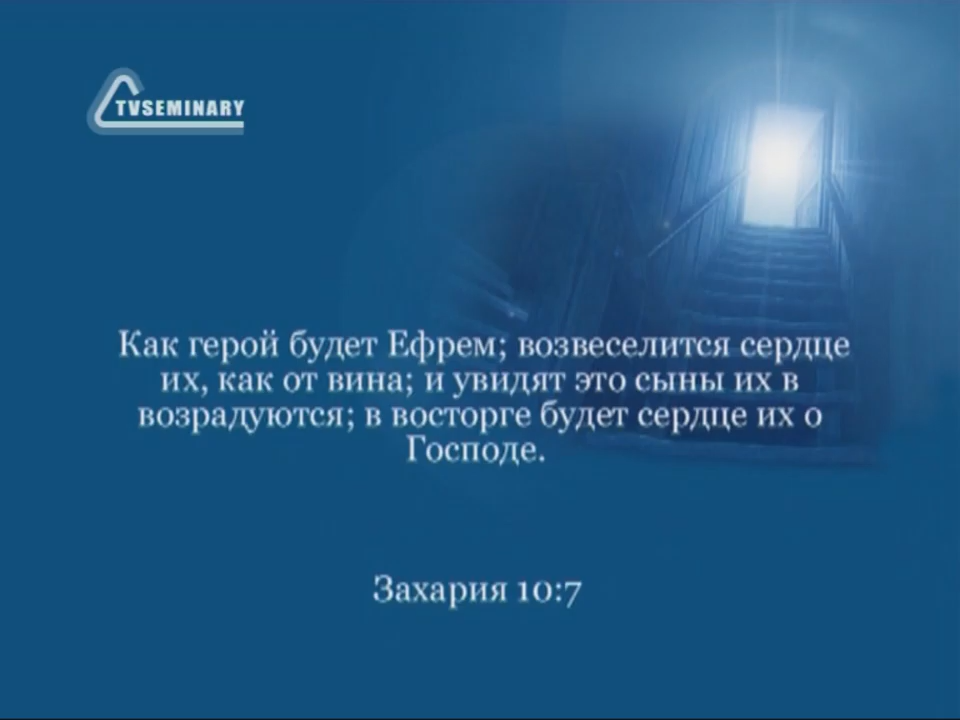 TVSEMINARY
Как герой будет Ефрем; возвеселится сердце
их, как от вина; и увидят это сыны их в
возрадуются; в восторге будет сердце их о
Господе.
Захария 10:7